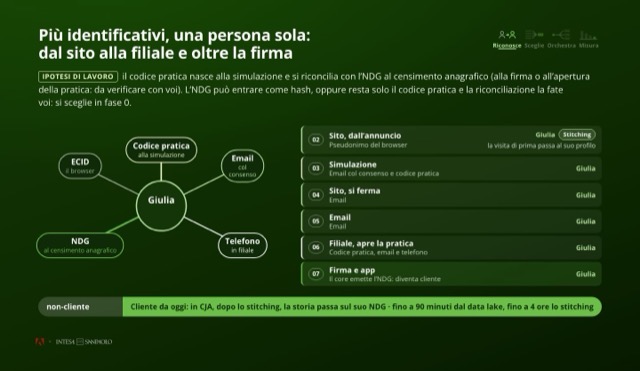 Più identificativi, una persona sola:
dal sito alla filiale e oltre la firma
Riconosce Sceglie Orchestra Misura
IPOTESI DI LAVORO il codice pratica nasce alla simulazione e si riconcilia con l'NDG al censimento anagrafico (alla firma o all'apertura
della pratica: da verificare con voi). L'NDG può entrare come hash, oppure resta solo il codice pratica e la riconciliazione la fate
voi: si sceglie in fase 0.
Codice pratica
alla simulazione
ECID
il browser
Email
col
consenso
Giulia
NDG
al censimento anagrafico
Telefono
in filiale
02 Sito, dall'annuncio
Pseudonimo del browser
Giulia Stitching
la visita di prima passa al suo profilo
03 Simulazione
Email col consenso e codice pratica
Giulia
04 Sito, si ferma
Email
Giulia
05 Email
Email
Giulia
06 Filiale, apre la pratica
Codice pratica, email e telefono
Giulia
07 Firma e app
Il core emette l'NDG: diventa cliente
Giulia
non-cliente
Cliente da oggi: in CJA, dopo lo stitching, la storia passa sul suo NDG - fino a 90 minuti dal data lake, fino a 4 ore lo stitching
INTESA SANPAOLO